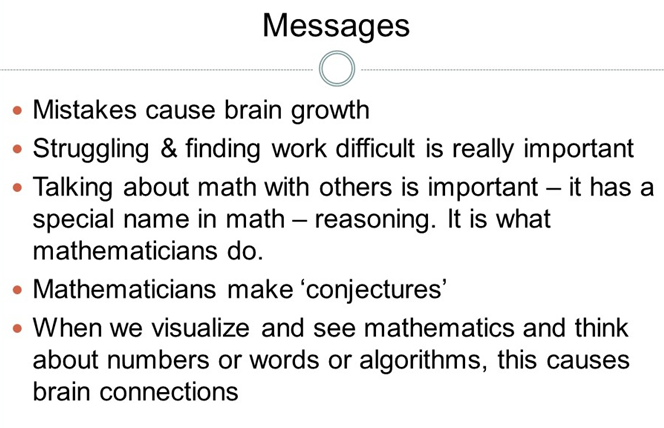 Messages
• Mistakes cause brain growth
• Struggling & finding work difficult is really important
• Talking about math with others is important – it has a
special name in math – reasoning. It is what
mathematicians do.
• Mathematicians make ‘conjectures’
• When we visualize and see mathematics and think
about numbers or words or algorithms, this causes
brain connections